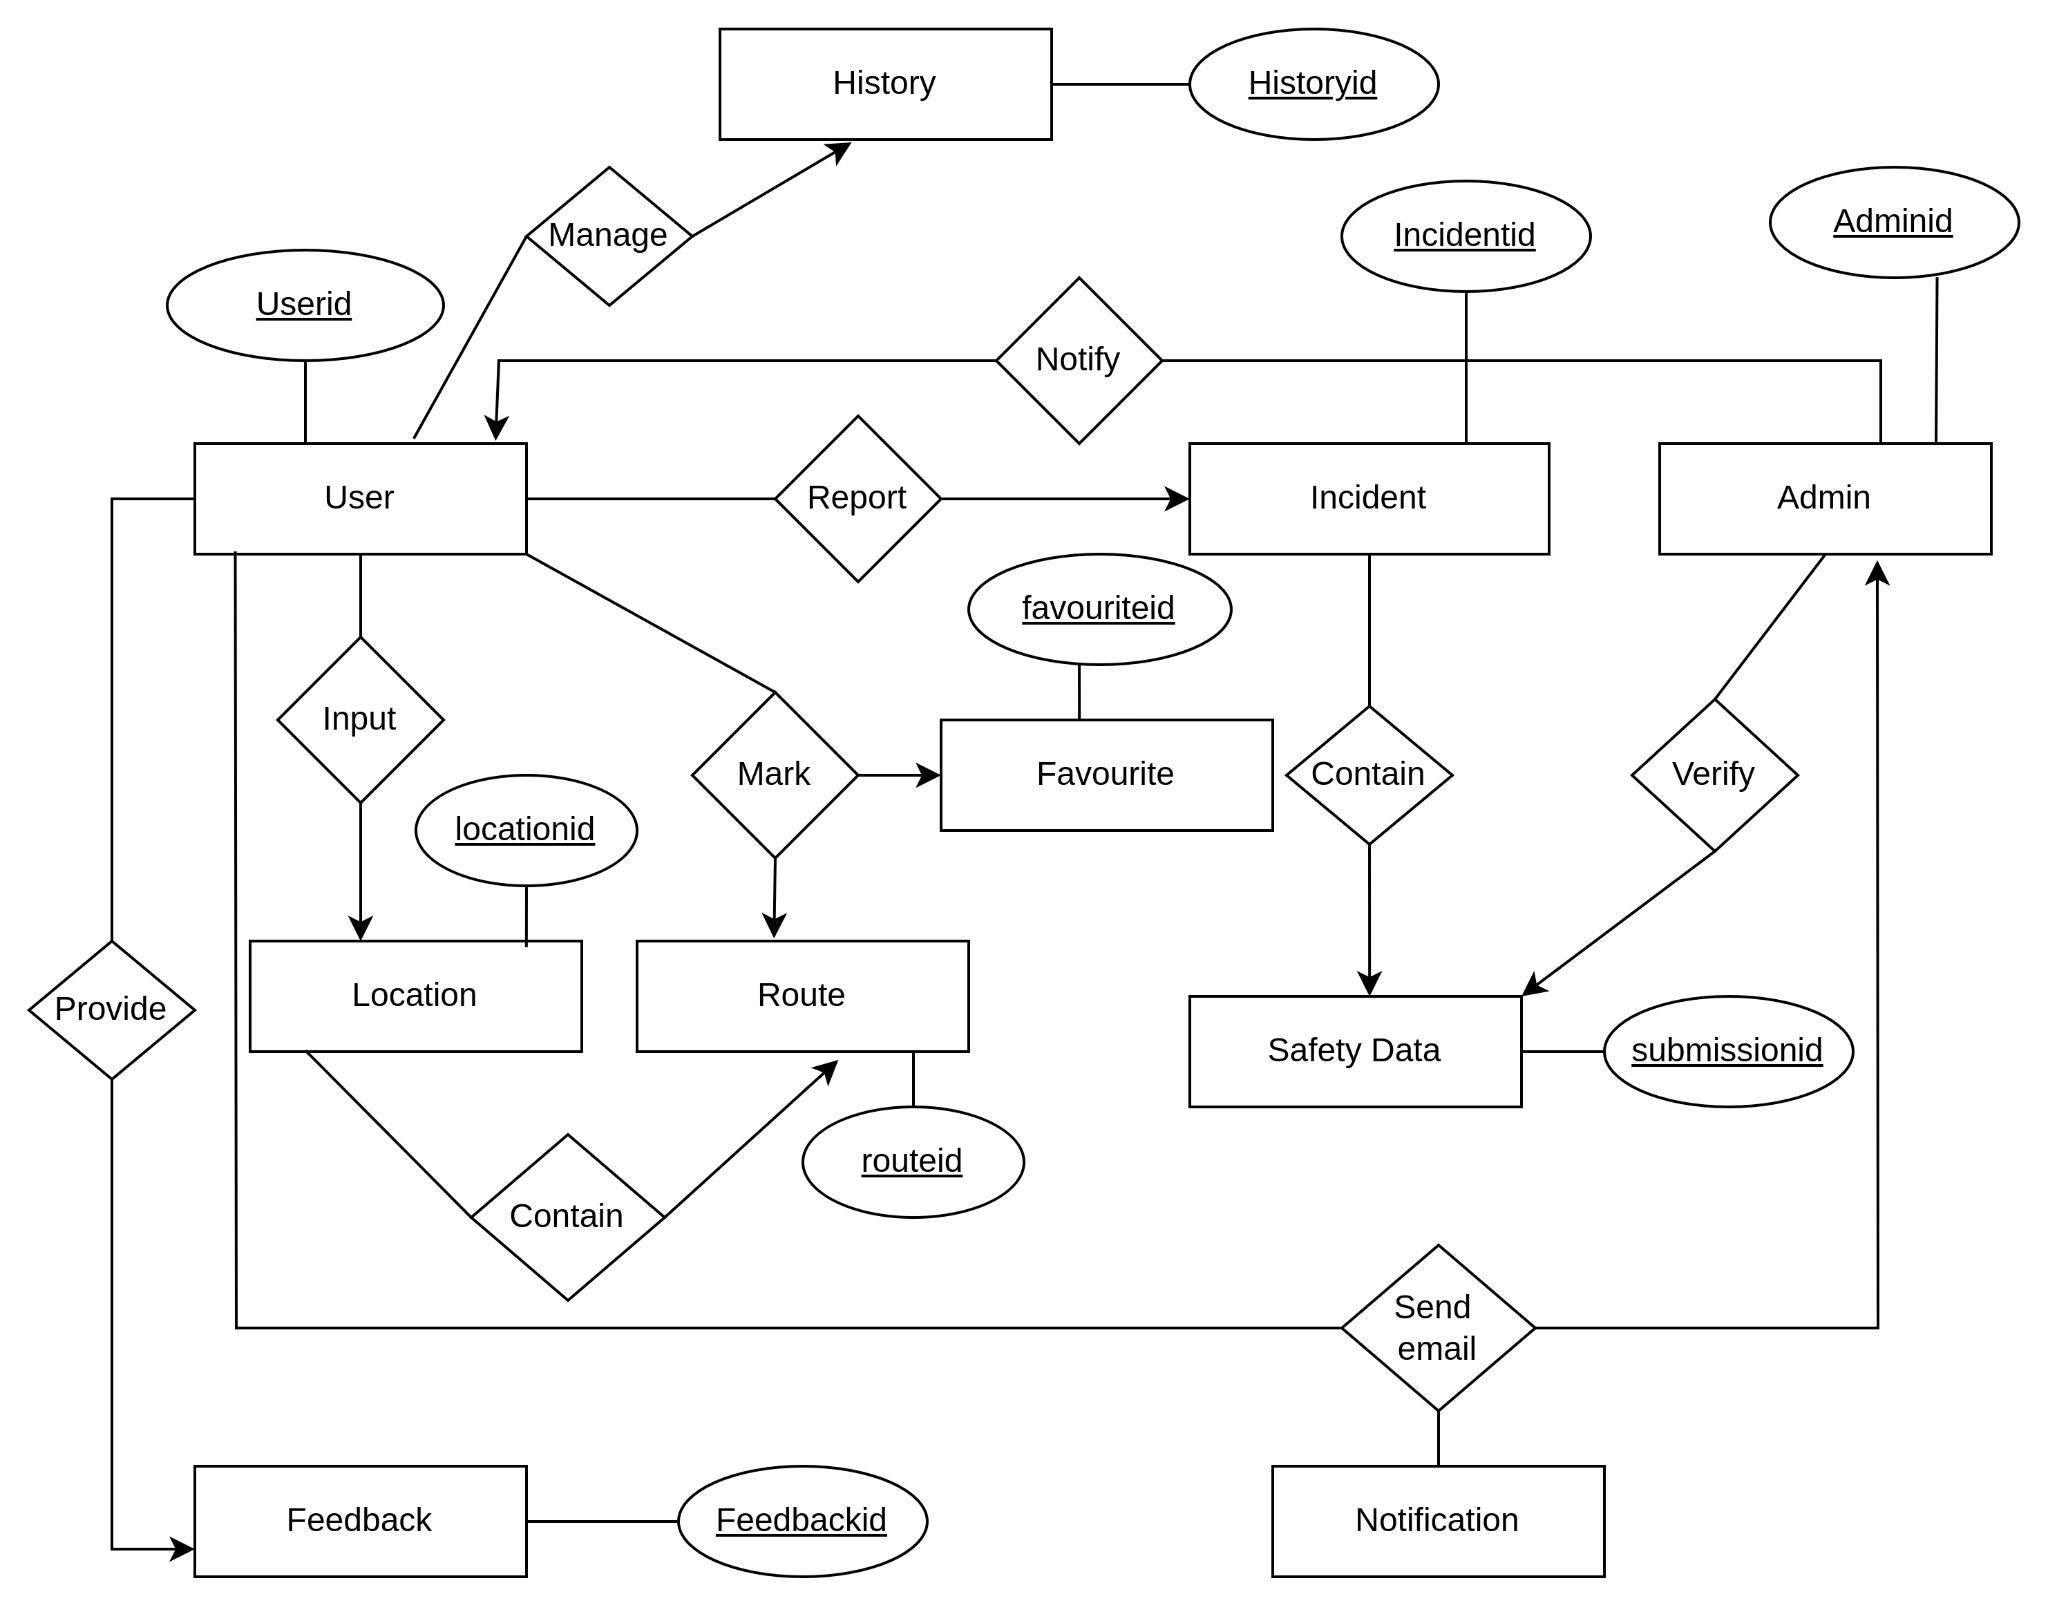 History
Historyid
Manage
Incidentid
Adminid
Userid
Notify
User
Report
Incident
Admin
favouriteid
Input
Mark
Favourite
Contain
Verify
locationid
Location
Route
Provide
Safety Data
submissionid
routeid
Contain
Send
email
Feedback
Feedbackid
Notification